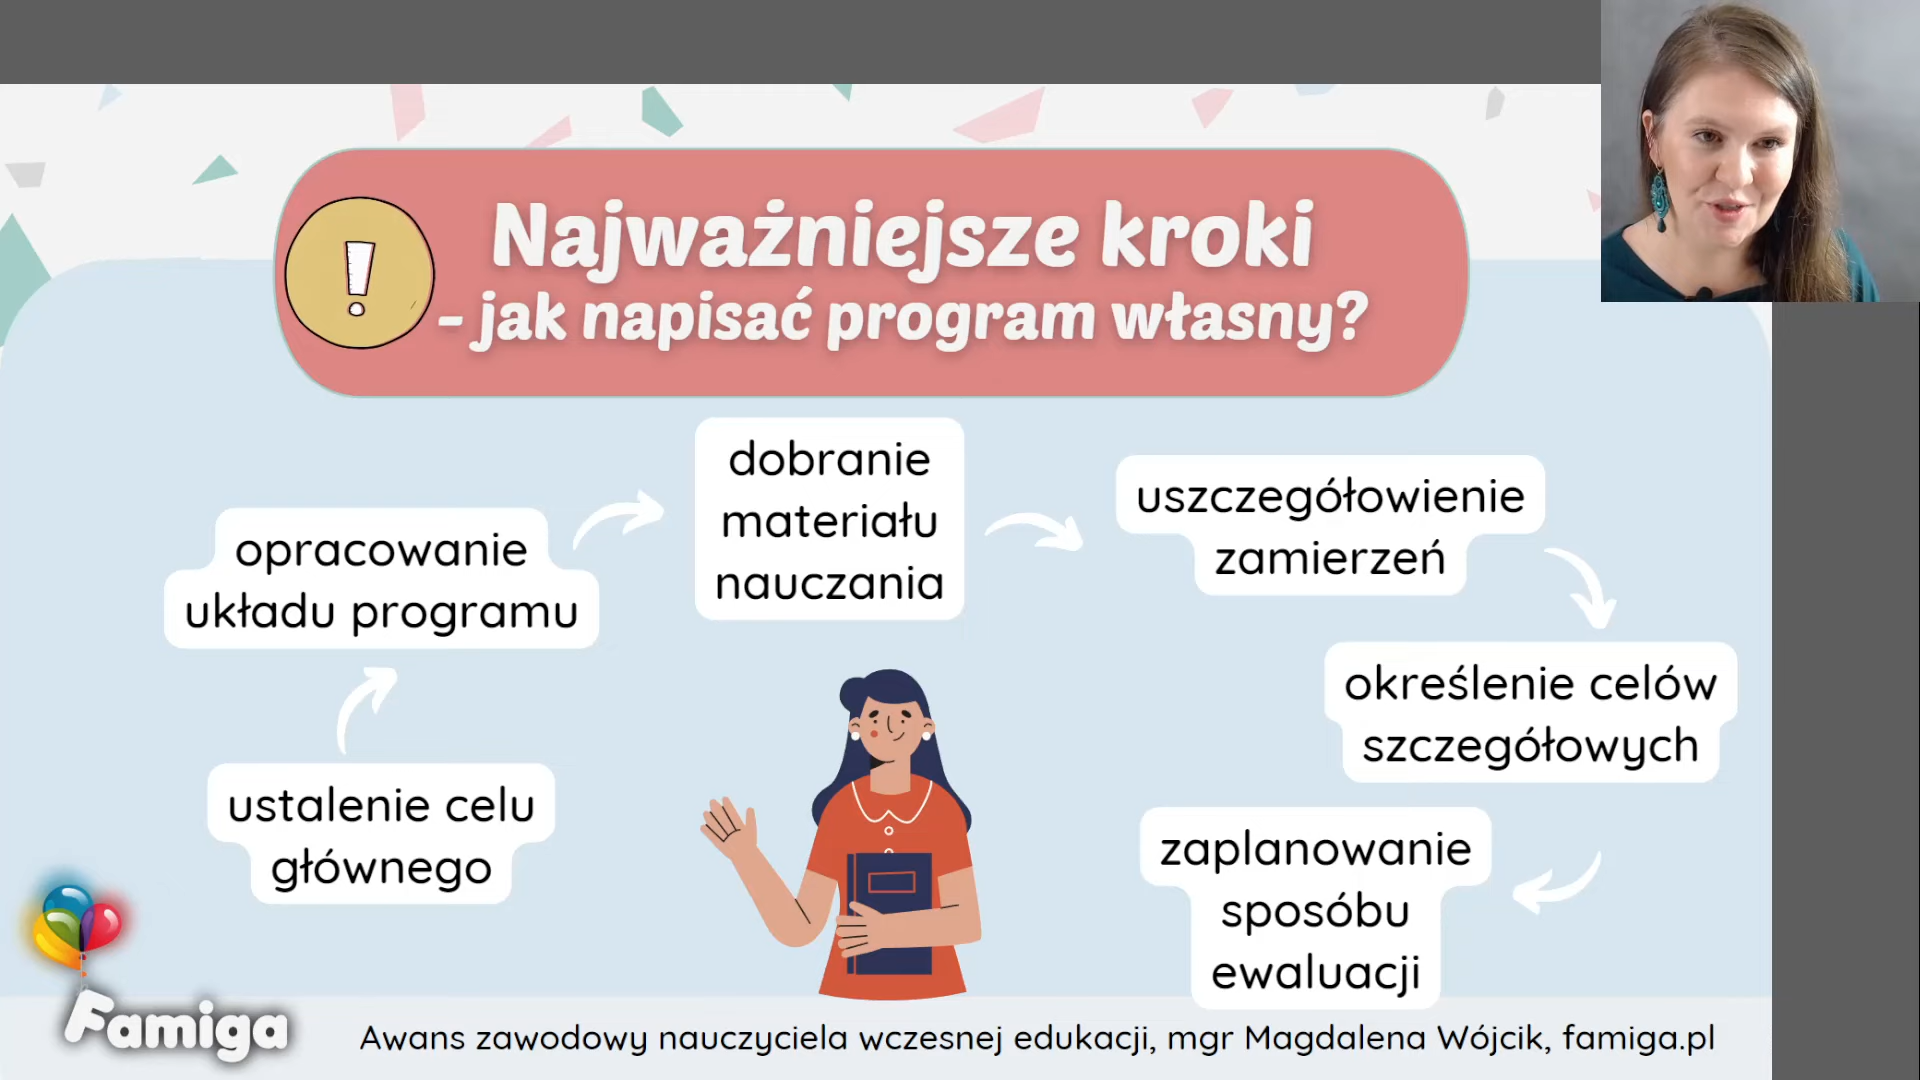 Najważniejsze kroki
- jak napisać program własny?
ustalenie celu
głównego
opracowanie
układu programu
dobranie
materiału
nauczania
uszczegółowienie
zamierzeń
określenie celów
szczegółowych
zaplanowanie
sposóbu
ewaluacji
Famiga
Awans zawodowy nauczyciela wczesnej edukacji, mgr Magdalena Wójcik, famiga.pl